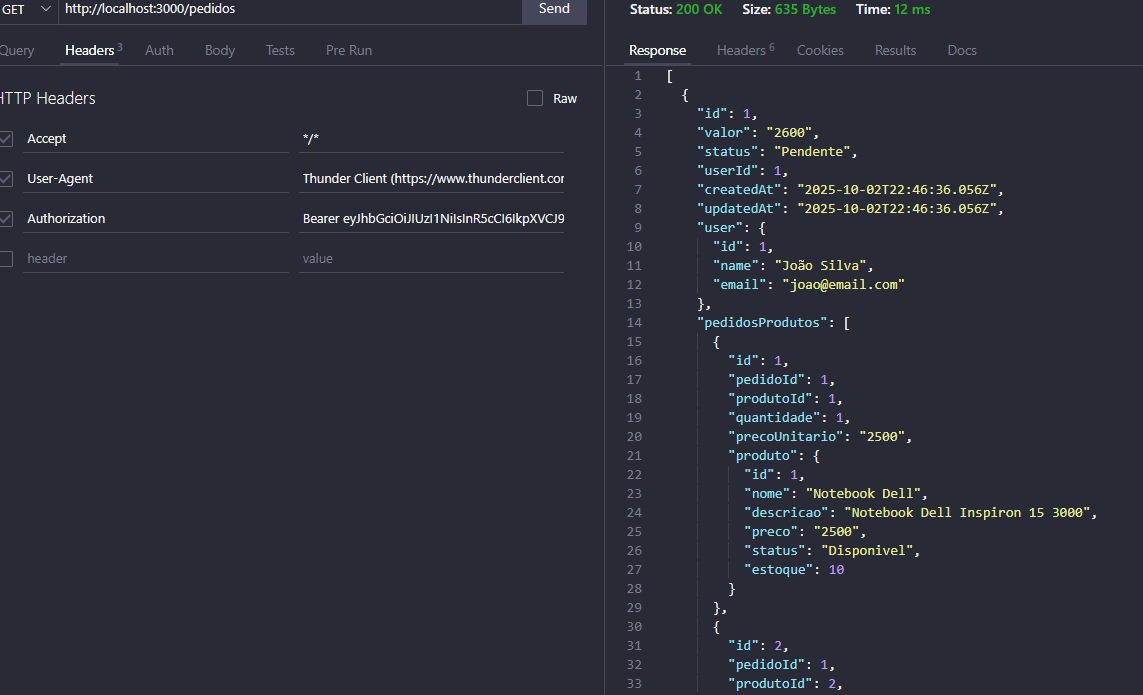 GET http://localhost:3000/pedidos Send
Query Headers 3 Auth Body Tests Pre Run
HTTP Headers Raw
Accept */*
User-Agent Thunder Client (https://www.thunderclient.cor
Authorization Bearer eyJhbGciOiJIUzI1NiIsInR5cCI6IkpXVCJ9
header value
Status: 200 OK Size: 635 Bytes Time: 12 ms
Response Headers 6 Cookies Results Docs
1 [
2 {
3 "id": 1,
4 "valor": "2600",
5 "status": "Pendente",
6 "userId": 1,
7 "createdAt": "2025-10-02T22:46:36.056Z",
8 "updatedAt": "2025-10-02T22:46:36.056Z",
9 "user": {
10 "id": 1,
11 "name": "João Silva",
12 "email": "joao@email.com"
13 },
14 "pedidosProdutos": [
15 {
16 "id": 1,
17 "pedidoId": 1,
18 "produtoId": 1,
19 "quantidade": 1,
20 "precoUnitario": "2500",
21 "produto": {
22 "id": 1,
23 "nome": "Notebook Dell",
24 "descricao": "Notebook Dell Inspiron 15 3000",
25 "preco": "2500",
26 "status": "Disponivel",
27 "estoque": 10
28 }
29 },
30 {
31 "id": 2,
32 "pedidoId": 1,
33 "produtoId": 2,